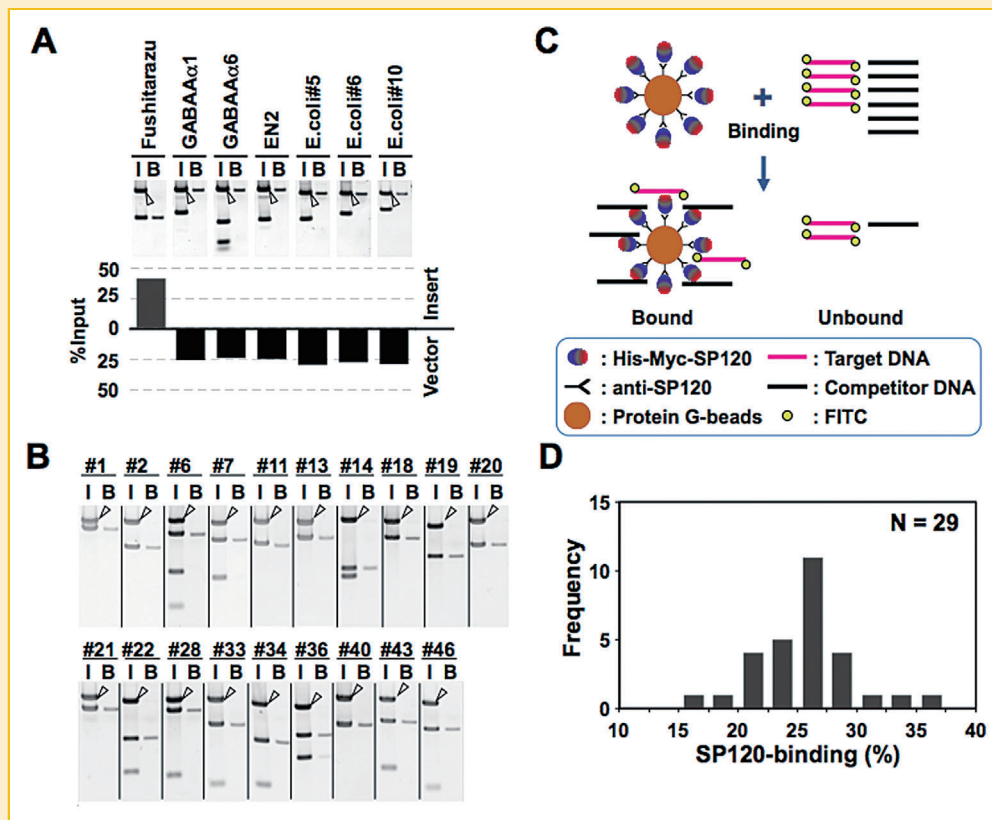 A
Fushitarazu
GABAAα1
GABAAα6
EN2
E.coli#5
E.coli#6
E.coli#10
I B I B I B I B I B I B I B
50
25
0
25
50
%Input
Insert
Vector
B
#1 #2 #6 #7 #11 #13 #14 #18 #19 #20
I B I B I B I B I B I B I B I B I B I B
#21 #22 #28 #33 #34 #36 #40 #43 #46
I B I B I B I B I B I B I B I B I B
C
+
Binding
Bound Unbound
: His-Myc-SP120 : Target DNA
: anti-SP120 : Competitor DNA
: Protein G-beads : FITC
D
N = 29
15
10
5
0
Frequency
10 15 20 25 30 35 40
SP120-binding (%)